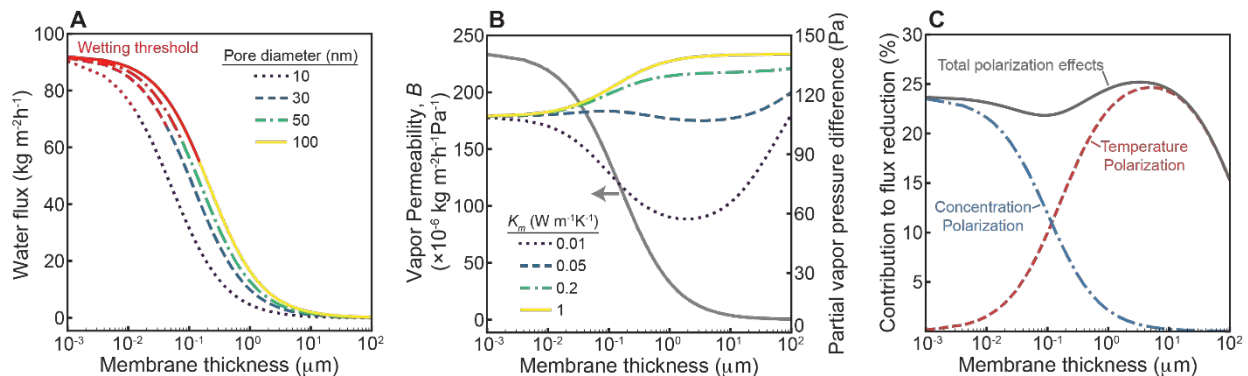 A
100
80
60
40
20
0
Water flux (kg m⁻²h⁻¹)
Wetting threshold
Pore diameter (nm)
10
30
50
100
10⁻³ 10⁻² 10⁻¹ 10⁰ 10¹ 10²
Membrane thickness (μm)
B
250
200
150
100
50
0
Vapor Permeability, B
(×10⁻⁶ kg m⁻²h⁻¹Pa⁻¹)
Kₘ (W m⁻¹K⁻¹)
0.01
0.05
0.2
1
150
120
90
60
30
0
Partial vapor pressure difference (Pa)
10⁻³ 10⁻² 10⁻¹ 10⁰ 10¹ 10²
Membrane thickness (μm)
C
30
25
20
15
10
5
Contribution to flux reduction (%)
Total polarization effects
Temperature
Polarization
Concentration
Polarization
10⁻³ 10⁻² 10⁻¹ 10⁰ 10¹ 10²
Membrane thickness (μm)